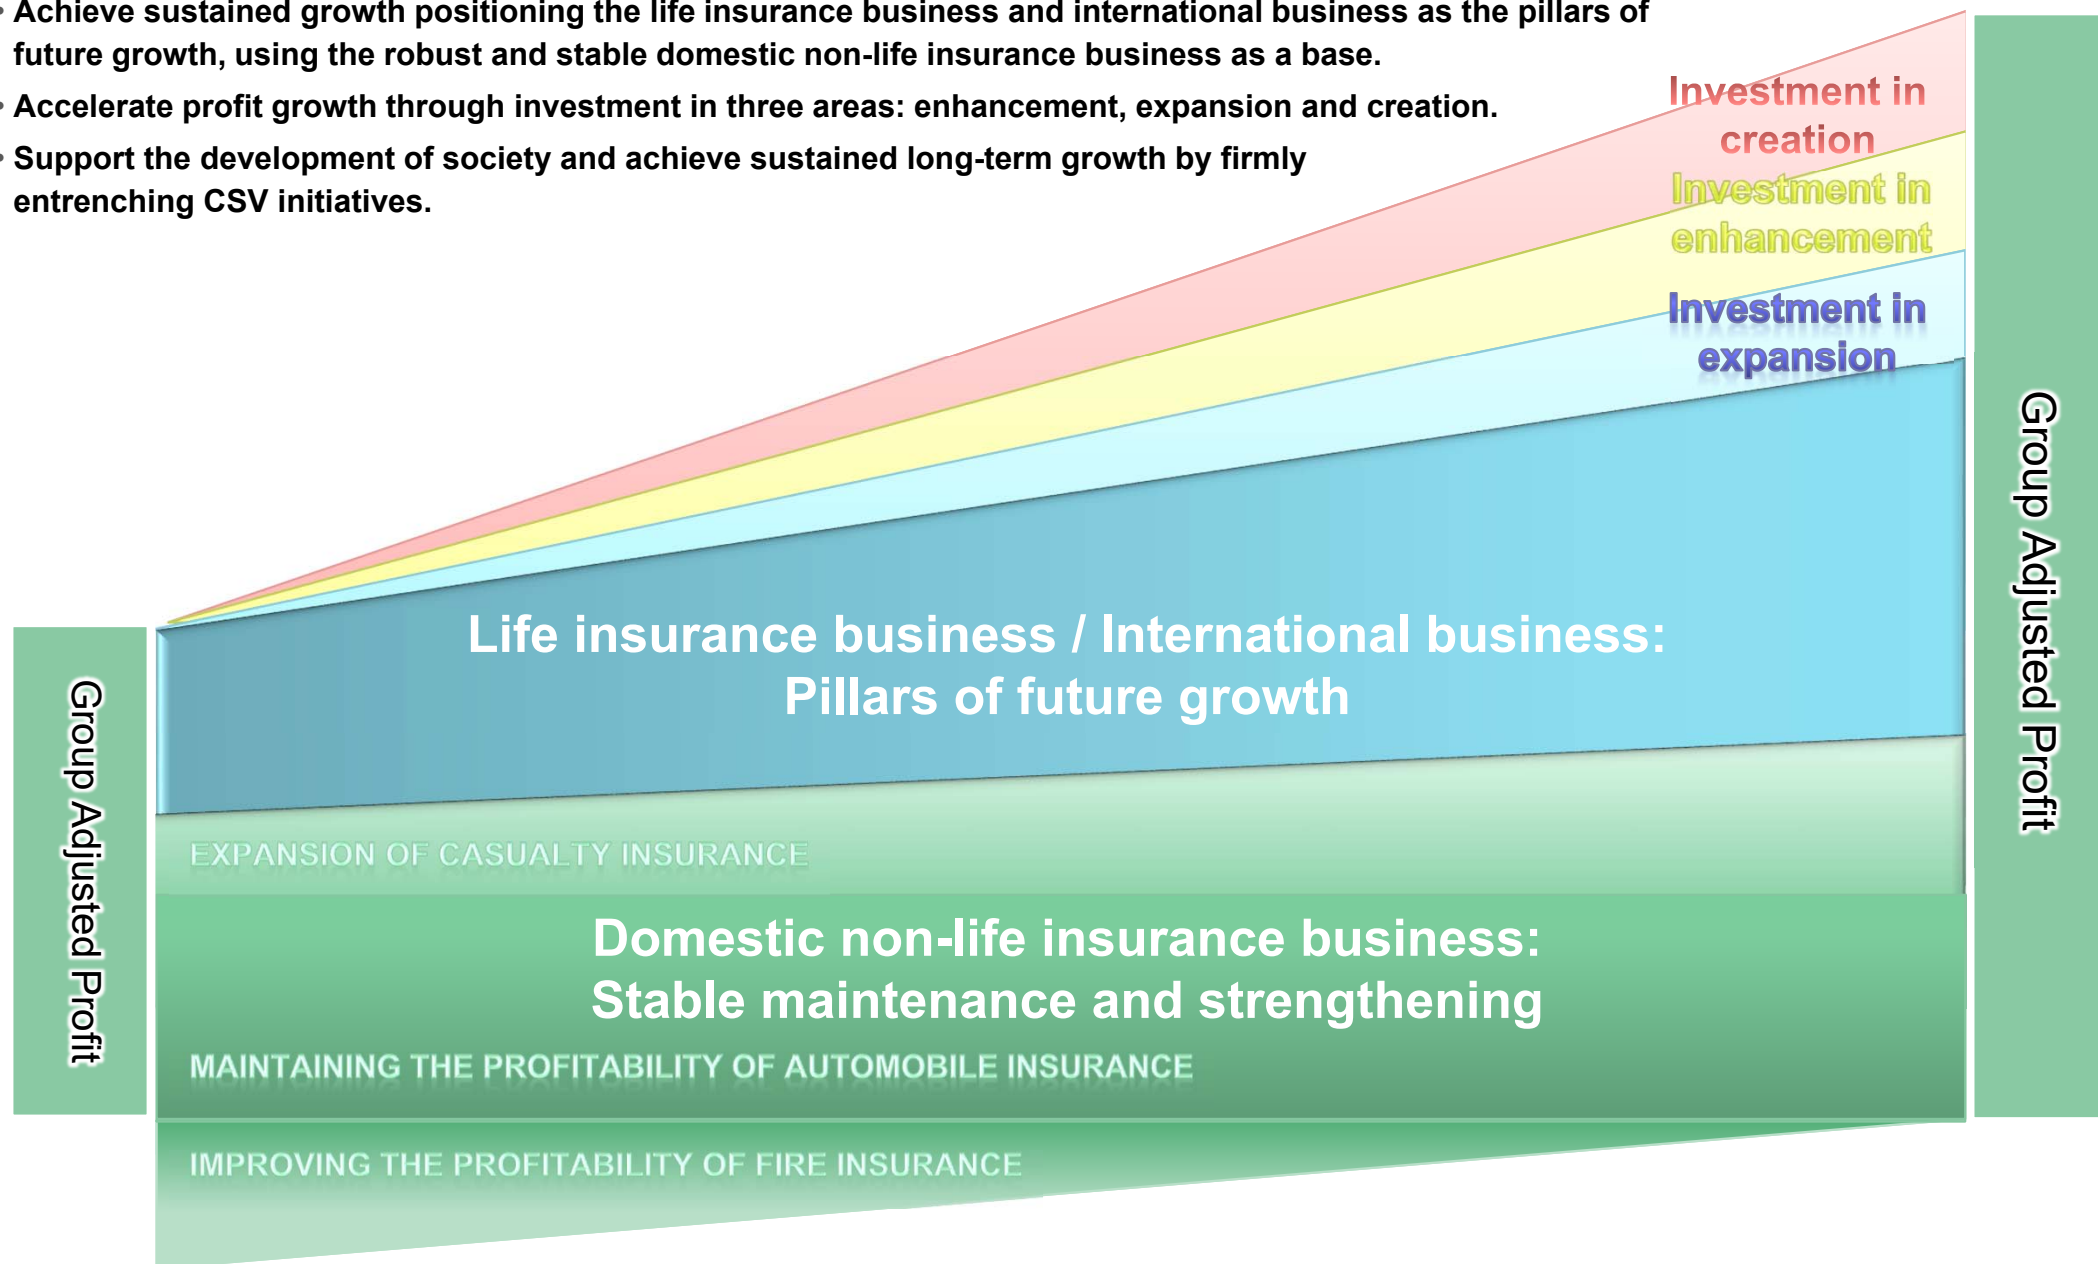 • Achieve sustained growth positioning the life insurance business and international business as the pillars of
future growth, using the robust and stable domestic non-life insurance business as a base.
• Accelerate profit growth through investment in three areas: enhancement, expansion and creation.
• Support the development of society and achieve sustained long-term growth by firmly
entrenching CSV initiatives.
Investment in
creation
Investment in
enhancement
Investment in
expansion
Life insurance business / International business:
Pillars of future growth
Group Adjusted Profit
Group Adjusted Profit
EXPANSION OF CASUALTY INSURANCE
Domestic non-life insurance business:
Stable maintenance and strengthening
MAINTAINING THE PROFITABILITY OF AUTOMOBILE INSURANCE
IMPROVING THE PROFITABILITY OF FIRE INSURANCE